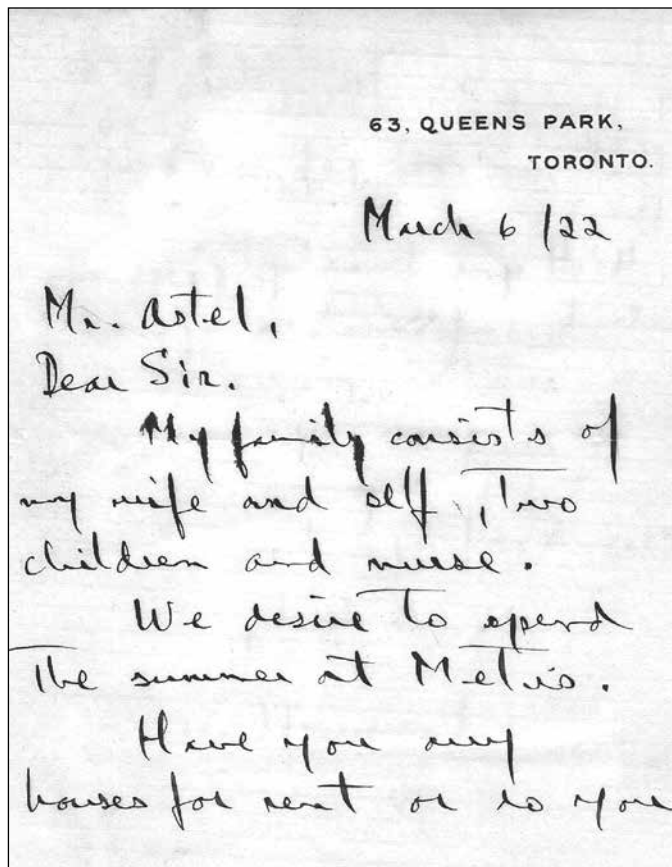 63, QUEENS PARK,
TORONTO.
March 6 /22
Mr. Astel,
Dear Sir.
My family consists of
my wife and self, two
children and nurse.
We desire to spend
the summer at Metis.
Have you any
houses for rent or do you